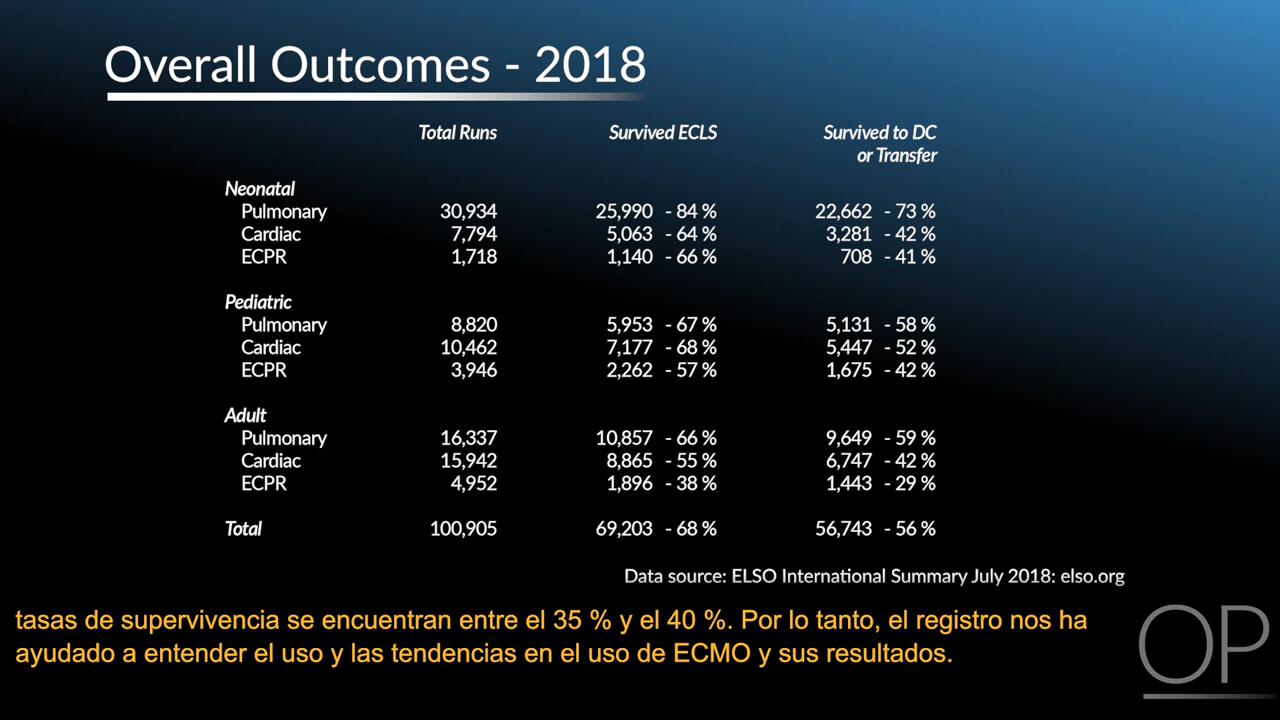 Overall Outcomes - 2018
Total Runs Survived ECLS Survived to DC
or Transfer
Neonatal
Pulmonary 30,934 25,990 - 84 % 22,662 - 73 %
Cardiac 7,794 5,063 - 64 % 3,281 - 42 %
ECPR 1,718 1,140 - 66 % 708 - 41 %
Pediatric
Pulmonary 8,820 5,953 - 67 % 5,131 - 58 %
Cardiac 10,462 7,177 - 68 % 5,447 - 52 %
ECPR 3,946 2,262 - 57 % 1,675 - 42 %
Adult
Pulmonary 16,337 10,857 - 66 % 9,649 - 59 %
Cardiac 15,942 8,865 - 55 % 6,747 - 42 %
ECPR 4,952 1,896 - 38 % 1,443 - 29 %
Total 100,905 69,203 - 68 % 56,743 - 56 %
Data source: ELSO International Summary July 2018: elso.org
tasas de supervivencia se encuentran entre el 35 % y el 40 %. Por lo tanto, el registro nos ha
ayudado a entender el uso y las tendencias en el uso de ECMO y sus resultados.
OP